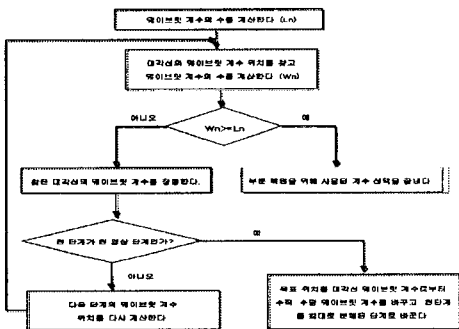 웨이브릿 계수의 수를 계산한다 (Ln)
대각선의 웨이브릿 계수 위치를 찾고
웨이브릿 계수의 수를 계산한다 (Wn)
아니오
예
Wn>=Ln
찾은 대각선의 웨이브릿 계수를 정렬한다.
부분 복원을 위해 사용된 계수 선택을 끝낸다
현 단계가 원 영상 단계인가?
예
아니오
다음 단계의 웨이브릿 계수
위치를 다시 계산한다
목표 위치를 대각선 웨이브릿 계수로부터
수직 수평 웨이브릿 계수를 바꾸고 현단계
를 최대로 분해된 단계로 바꾼다